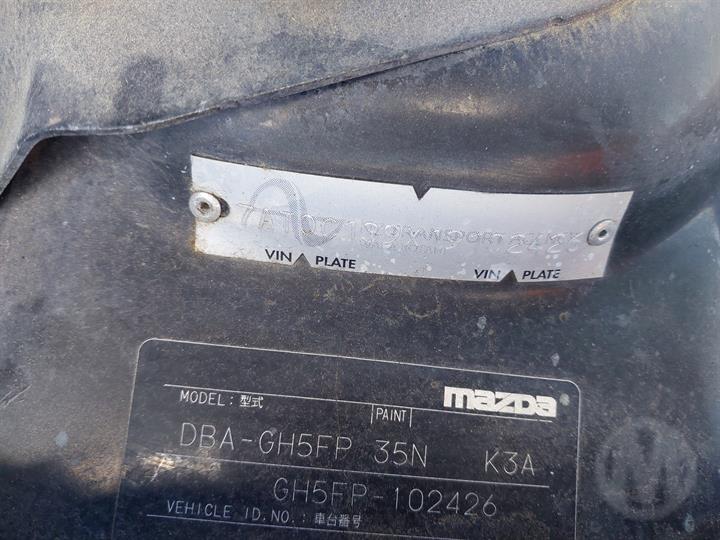 VIN PLATE VIN PLATE
mazda
MODEL: 型式 PAINT
DBA-GH5FP 35N K3A
GH5FP-102426
VEHICLE ID.NO.: 車台番号